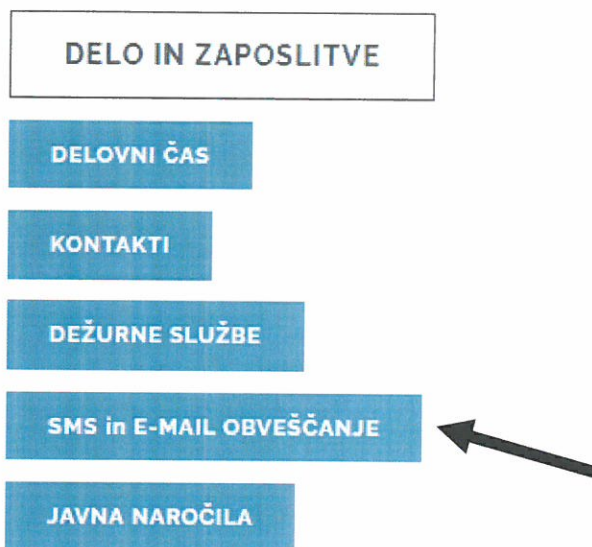 DELO IN ZAPOSLITVE
DELOVNI ČAS
KONTAKTI
DEŽURNE SLUŽBE
SMS in E-MAIL OBVEŠČANJE
JAVNA NAROČILA